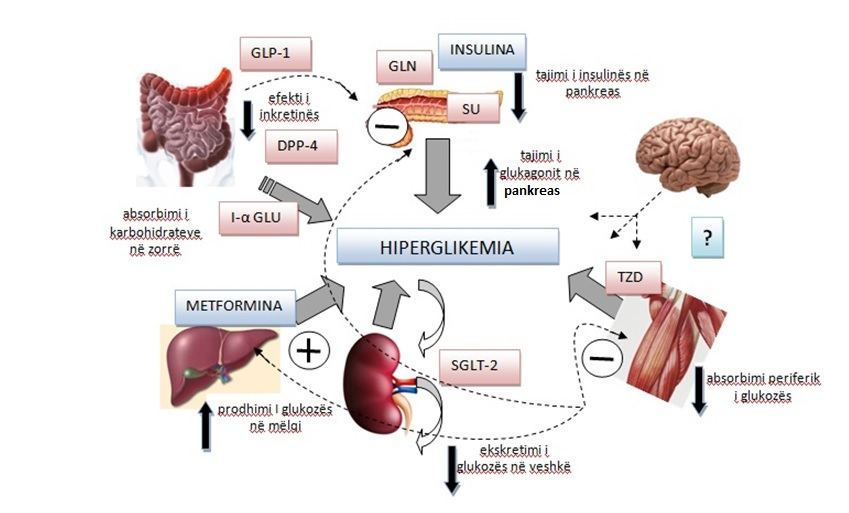 GLP-1
GLN
INSULINA
tajimi i insulinës në
pankreas
efekti i
inkretinës
SU
DPP-4
tajimi i
glukagonit në
pankreas
absorbimi i
karbohidrateve
në zorrë
I-α GLU
?
HIPERGLIKEMIA
TZD
METFORMINA
SGLT-2
absorbimi periferik
i glukozës
prodhimi I glukozës
në mëlçi
ekskretimi i
glukozës në veshkë